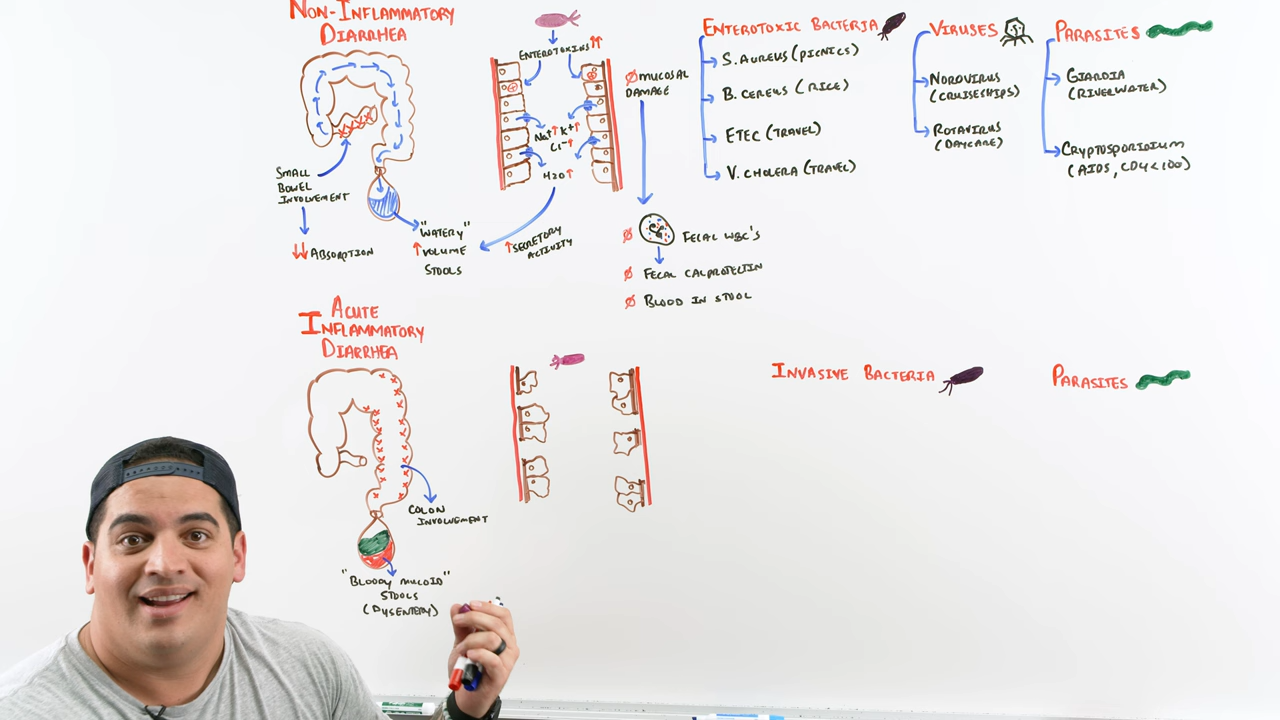 NON-INFLAMMATORY
DIARRHEA
SMALL
BOWEL
INVOLVEMENT
↓↓ ABSORPTION
"WATERY"
↑ VOLUME
STOOLS
ENTEROTOXINS ↑↑
Na+↑ K+↑
Cl-↑
H2O↑
↑SECRETORY
ACTIVITY
Ø MUCOSAL
DAMAGE
Ø FECAL WBC'S
Ø FECAL CALPROTECTIN
Ø BLOOD IN STOOL
ENTEROTOXIC BACTERIA
S. AUREUS (PICNICS)
B. CEREUS (RICE)
ETEC (TRAVEL)
V. CHOLERA (TRAVEL)
VIRUSES
NOROVIRUS
(CRUISESHIPS)
ROTAVIRUS
(DAYCARE)
PARASITES
GIARDIA
(RIVERWATER)
CRYPTOSPORIDIUM
(AIDS, CD4<100)
ACUTE
INFLAMMATORY
DIARRHEA
COLON
INVOLVEMENT
"BLOODY MUCOID"
STOOLS
(DYSENTERY)
INVASIVE BACTERIA
PARASITES